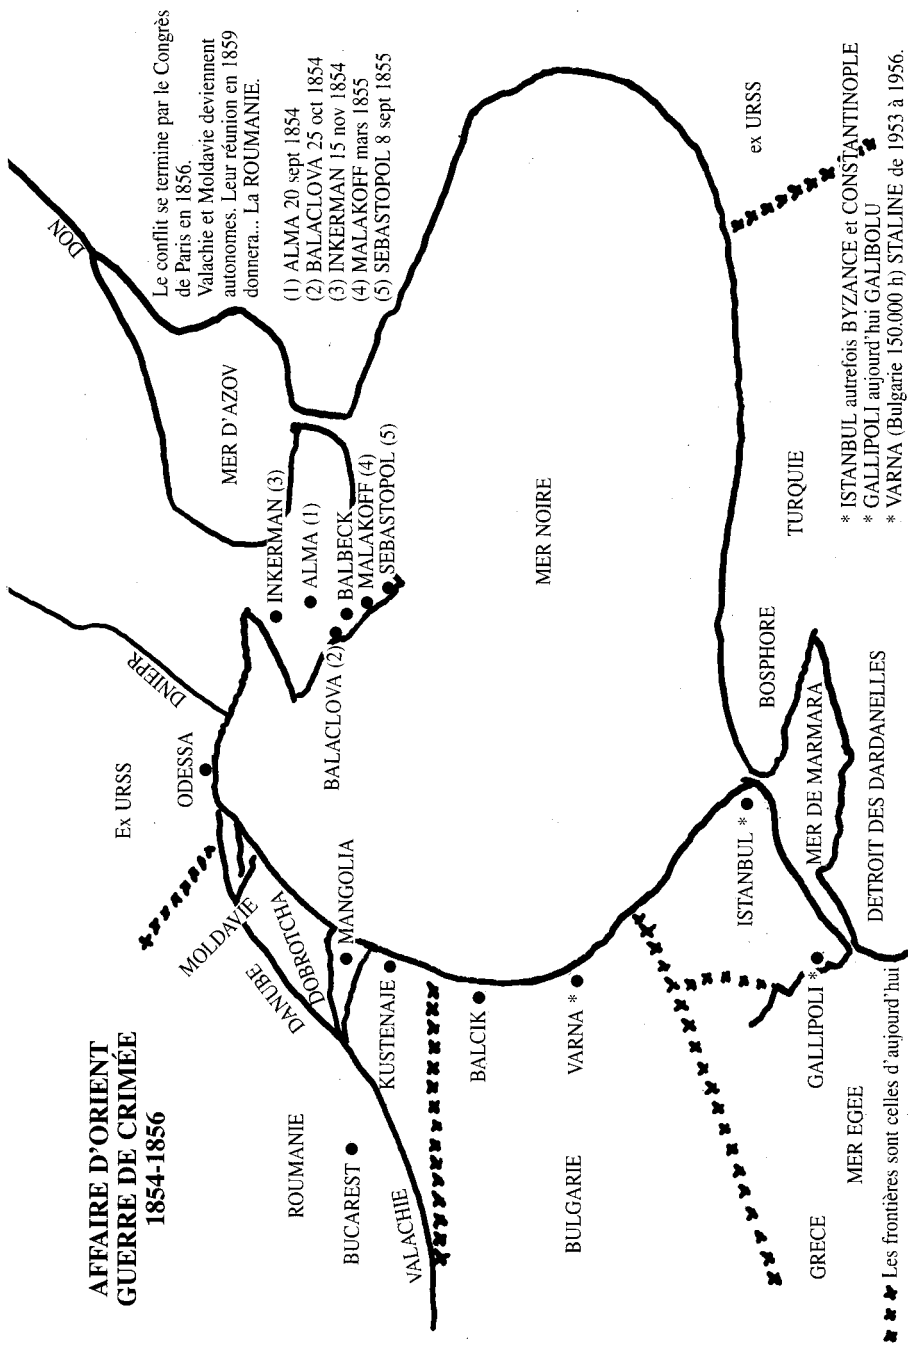 AFFAIRE D'ORIENT
GUERRE DE CRIMÉE
1854-1856
Le conflit se termine par le Congrès
de Paris en 1856.
Valachie et Moldavie deviennent
autonomes. Leur réunion en 1859
donnera... La ROUMANIE.
(1) ALMA 20 sept 1854
(2) BALACLOVA 25 oct 1854
(3) INKERMAN 15 nov 1854
(4) MALAKOFF mars 1855
(5) SEBASTOPOL 8 sept 1855
DON
DNIEPR
MER D'AZOV
Ex URSS
ODESSA
INKERMAN (3)
ALMA (1)
BALBECK
MALAKOFF (4)
SEBASTOPOL (5)
BALACLOVA (2)
MOLDAVIE
DANUBE
DOBROTCHA
MANGOLIA
KUSTENAJE
ROUMANIE
BUCAREST
VALACHIE
BALCIK
VARNA *
BULGARIE
MER NOIRE
ex URSS
TURQUIE
BOSPHORE
ISTANBUL *
MER DE MARMARA
DETROIT DES DARDANELLES
GALLIPOLI *
MER EGEE
GRECE
* ISTANBUL autrefois BYZANCE et CONSTANTINOPLE
* GALLIPOLI aujourd'hui GALIBOLU
* VARNA (Bulgarie 150.000 h) STALINE de 1953 à 1956.
Les frontières sont celles d'aujourd'hui